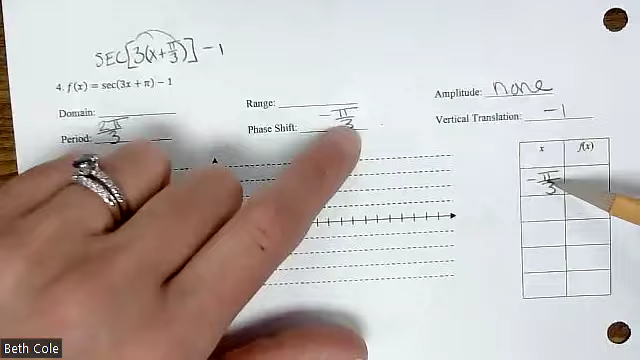 SEC[3(x+π/3)] -1
4. f(x) = sec(3x + π) − 1
Domain:
Range:
Amplitude: none
Period: 2π/3
Phase Shift: -π/3
Vertical Translation: -1
x f(x)
-π/3
Beth Cole